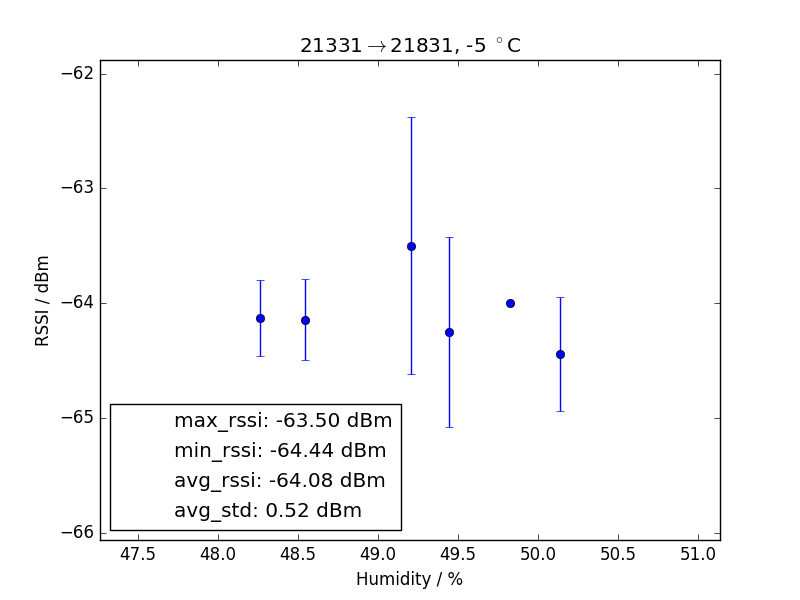 21331→21831, -5 °C
−62
−63
−64
−65
−66
RSSI / dBm
max_rssi: -63.50 dBm
min_rssi: -64.44 dBm
avg_rssi: -64.08 dBm
avg_std: 0.52 dBm
47.5 48.0 48.5 49.0 49.5 50.0 50.5 51.0
Humidity / %